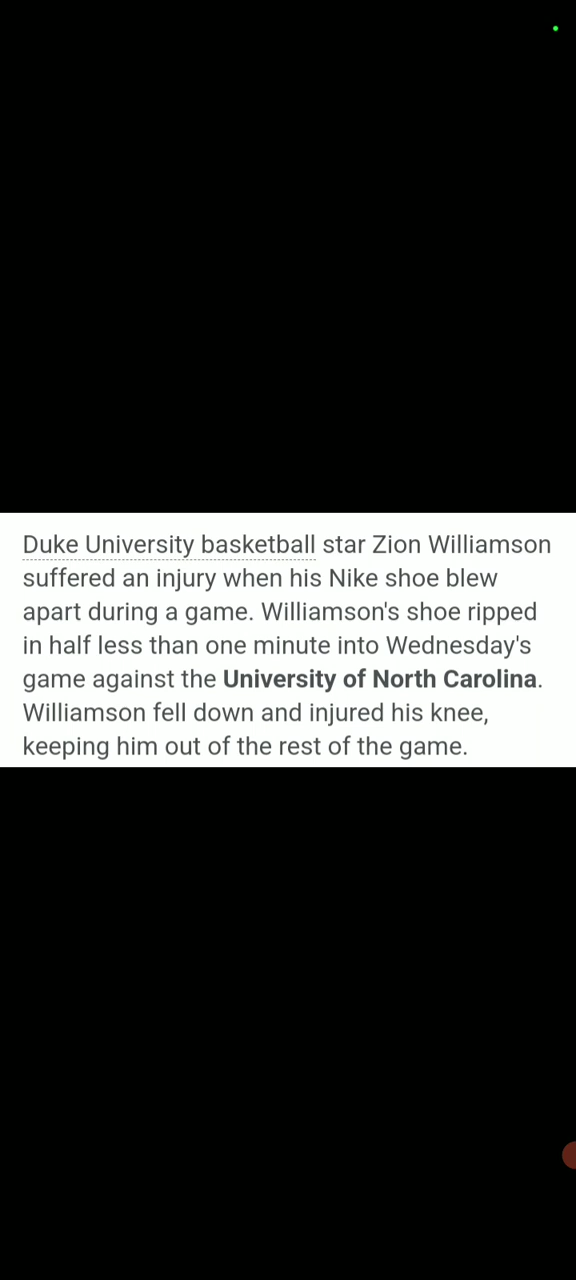 Duke University basketball star Zion Williamson
suffered an injury when his Nike shoe blew
apart during a game. Williamson's shoe ripped
in half less than one minute into Wednesday's
game against the University of North Carolina.
Williamson fell down and injured his knee,
keeping him out of the rest of the game.